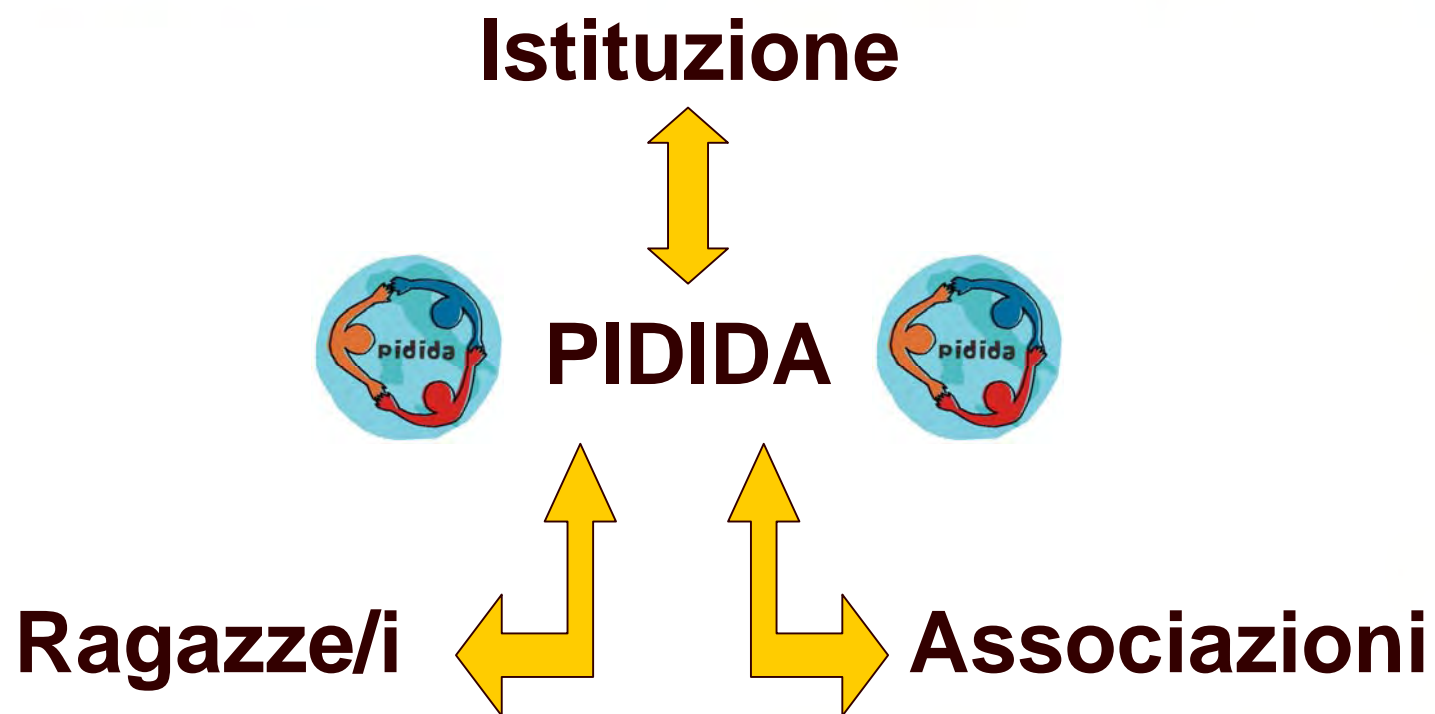 Istituzione
pidida
PIDIDA
pidida
Ragazze/i
Associazioni